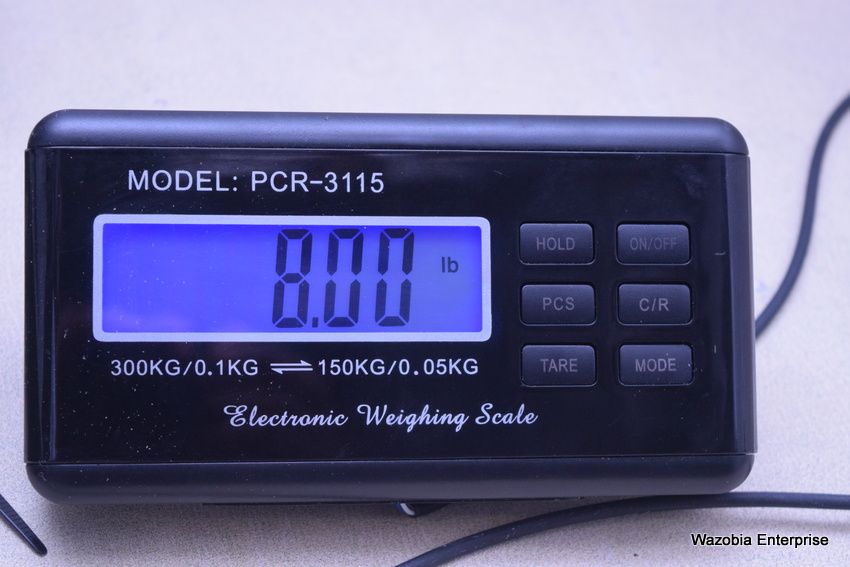 MODEL: PCR-3115
8.00 lb
HOLD ON/OFF
PCS C/R
TARE MODE
300KG/0.1KG ⇌ 150KG/0.05KG
Electronic Weighing Scale
Wazobia Enterprise